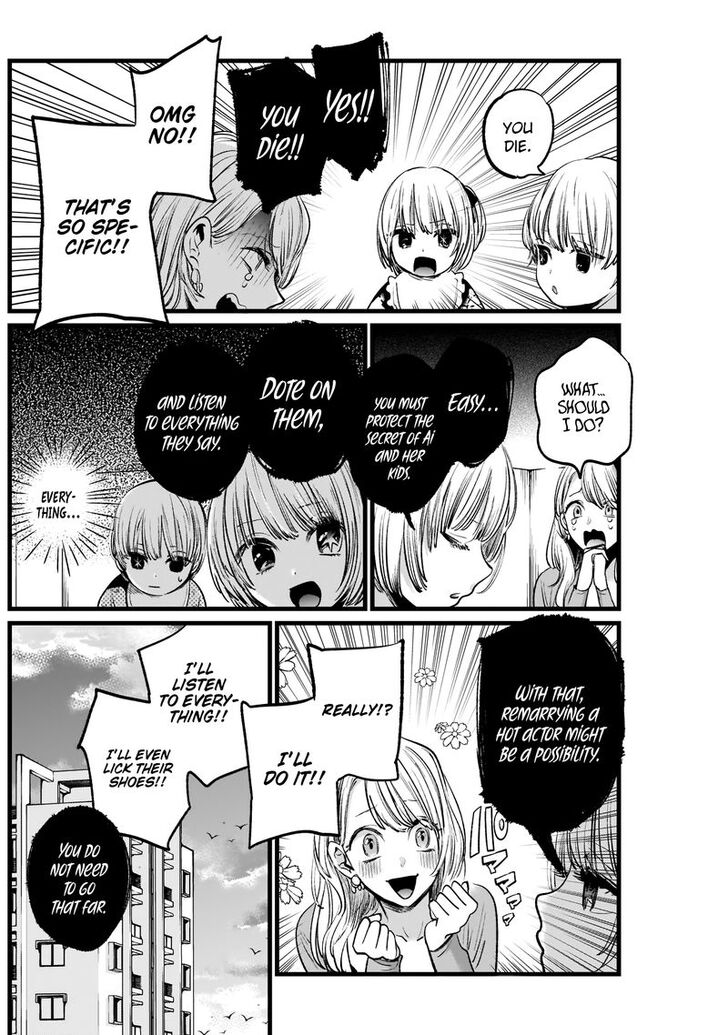 YOU
DIE.
YES!!
YOU
DIE!!
OMG
NO!!
THAT'S
SO SPE-
CIFIC!!
WHAT...
SHOULD
I DO?
EASY...
YOU MUST
PROTECT THE
SECRET OF AI
AND HER
KIDS.
DOTE ON
THEM,
AND LISTEN
TO EVERYTHING
THEY SAY.
EVERY-
THING...
WITH THAT,
REMARRYING A
HOT ACTOR MIGHT
BE A POSSIBILITY.
REALLY!?
I'LL
DO IT!!
I'LL
LISTEN
TO EVERY-
THING!!
I'LL EVEN
LICK THEIR
SHOES!!
YOU DO
NOT NEED
TO GO
THAT FAR.